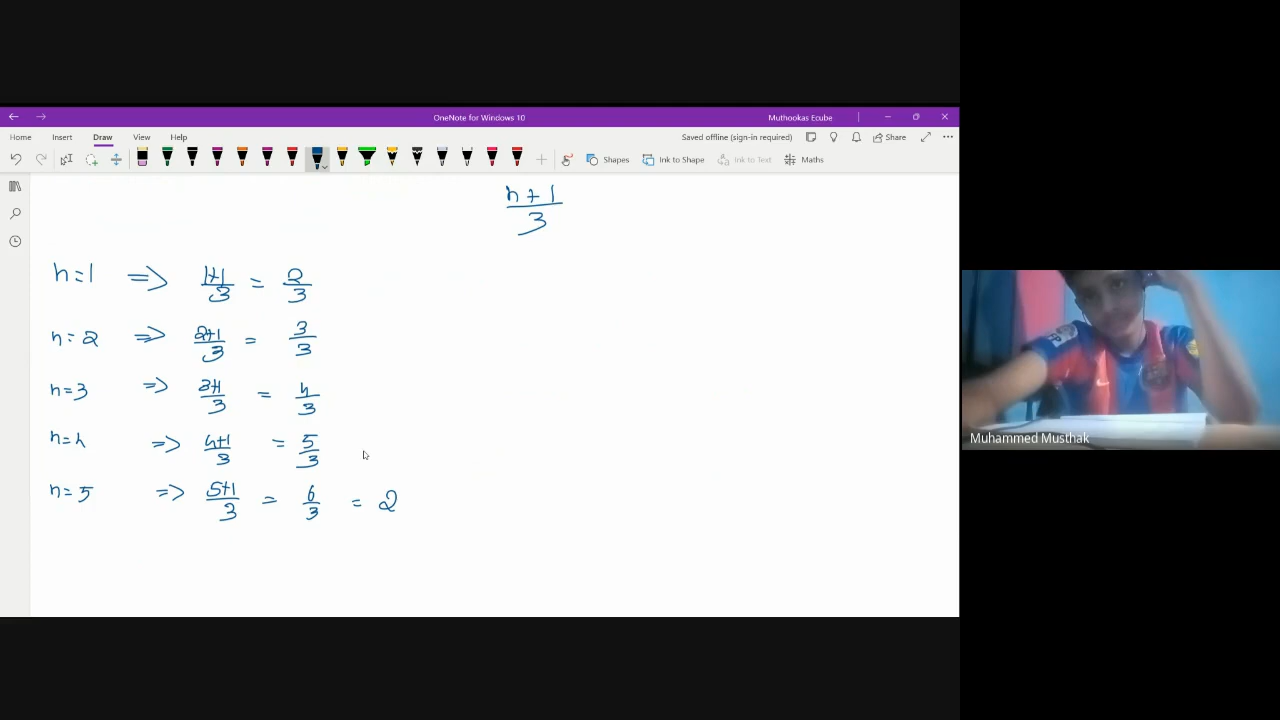 OneNote for Windows 10
Muthookas Ecube
Home Insert Draw View Help
Saved offline (sign-in required)
Share
Shapes Ink to Shape Ink to Text Maths
n+1/3
n=1 => 1+1/3 = 2/3
n=2 => 2+1/3 = 3/3
n=3 => 3+1/3 = 4/3
n=4 => 4+1/3 = 5/3
n=5 => 5+1/3 = 6/3 = 2
Muhammed Musthak